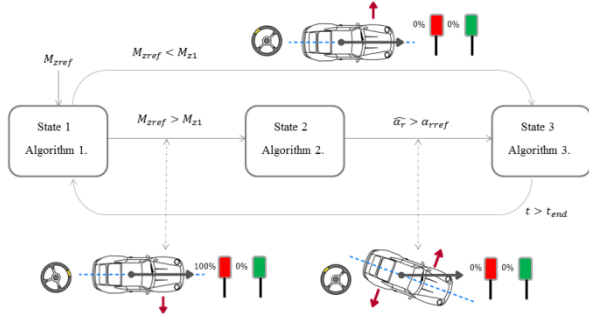 0% 0%
M_zref
M_zref < M_z1
State 1
Algorithm 1.
M_zref > M_z1
State 2
Algorithm 2.
α̂_r > α_rref
State 3
Algorithm 3.
t > t_end
100% 0%
0% 0%